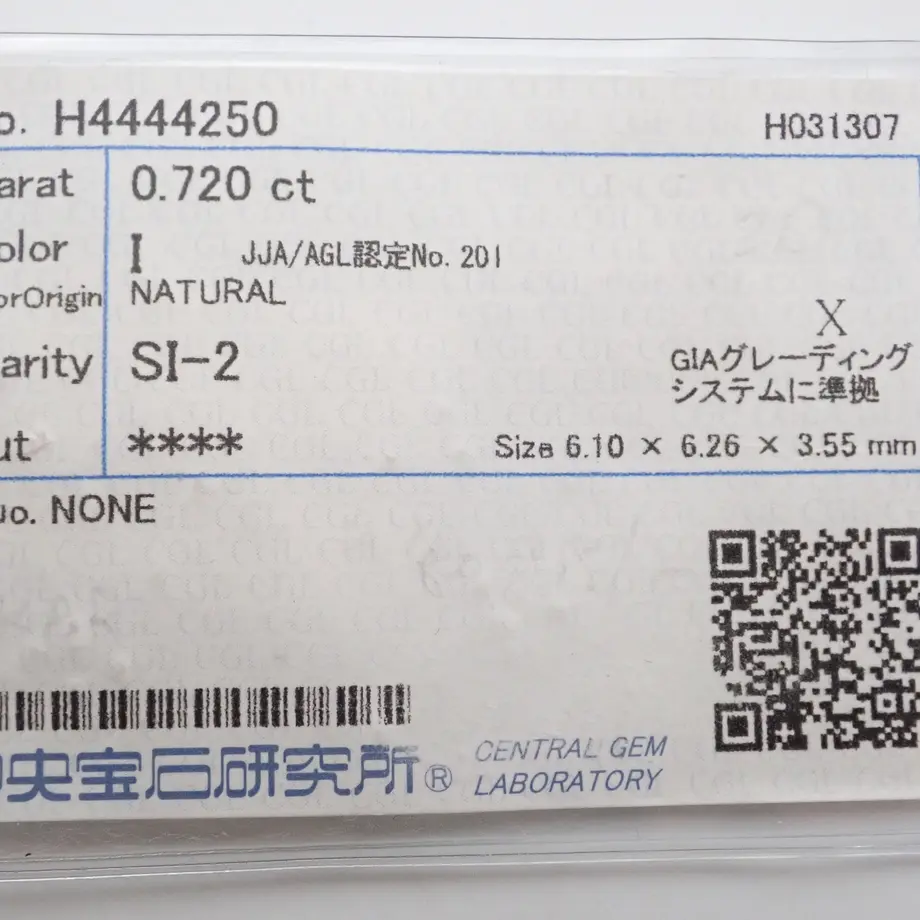 o. H4444250
H031307
arat 0.720 ct
olor I JJA/AGL認定No. 201
orOrigin NATURAL
X
arity SI-2 GIAグレーディング
システムに準拠
ut **** Size 6.10 × 6.26 × 3.55 mm
uo. NONE
中央宝石研究所® CENTRAL GEM
LABORATORY